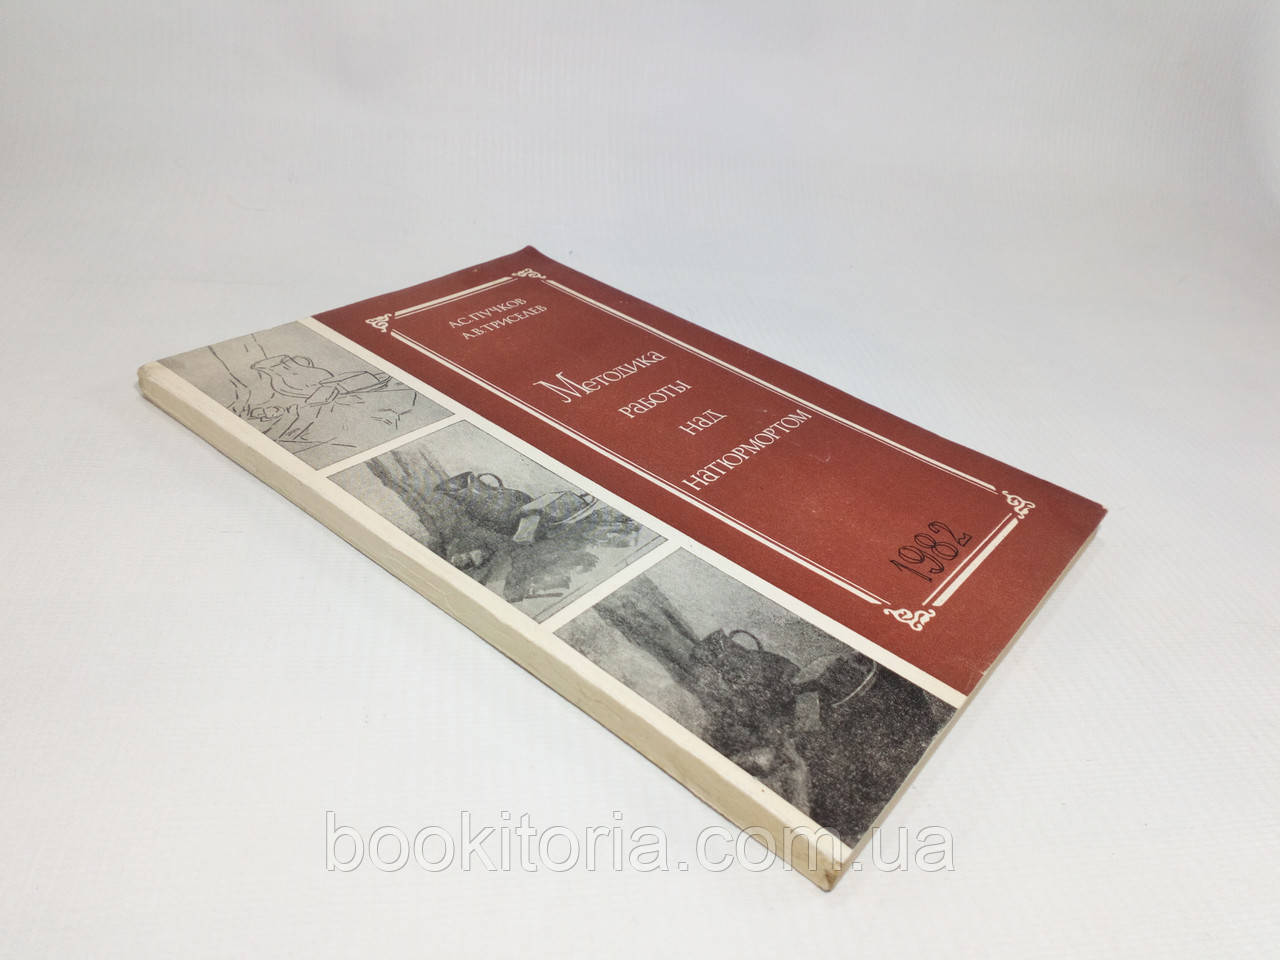 А.С.ПУЧКОВ
А.В.ТРИСЕЛЕВ
Методика
работы
над
натюрмортом
1982
bookitoria.com.ua